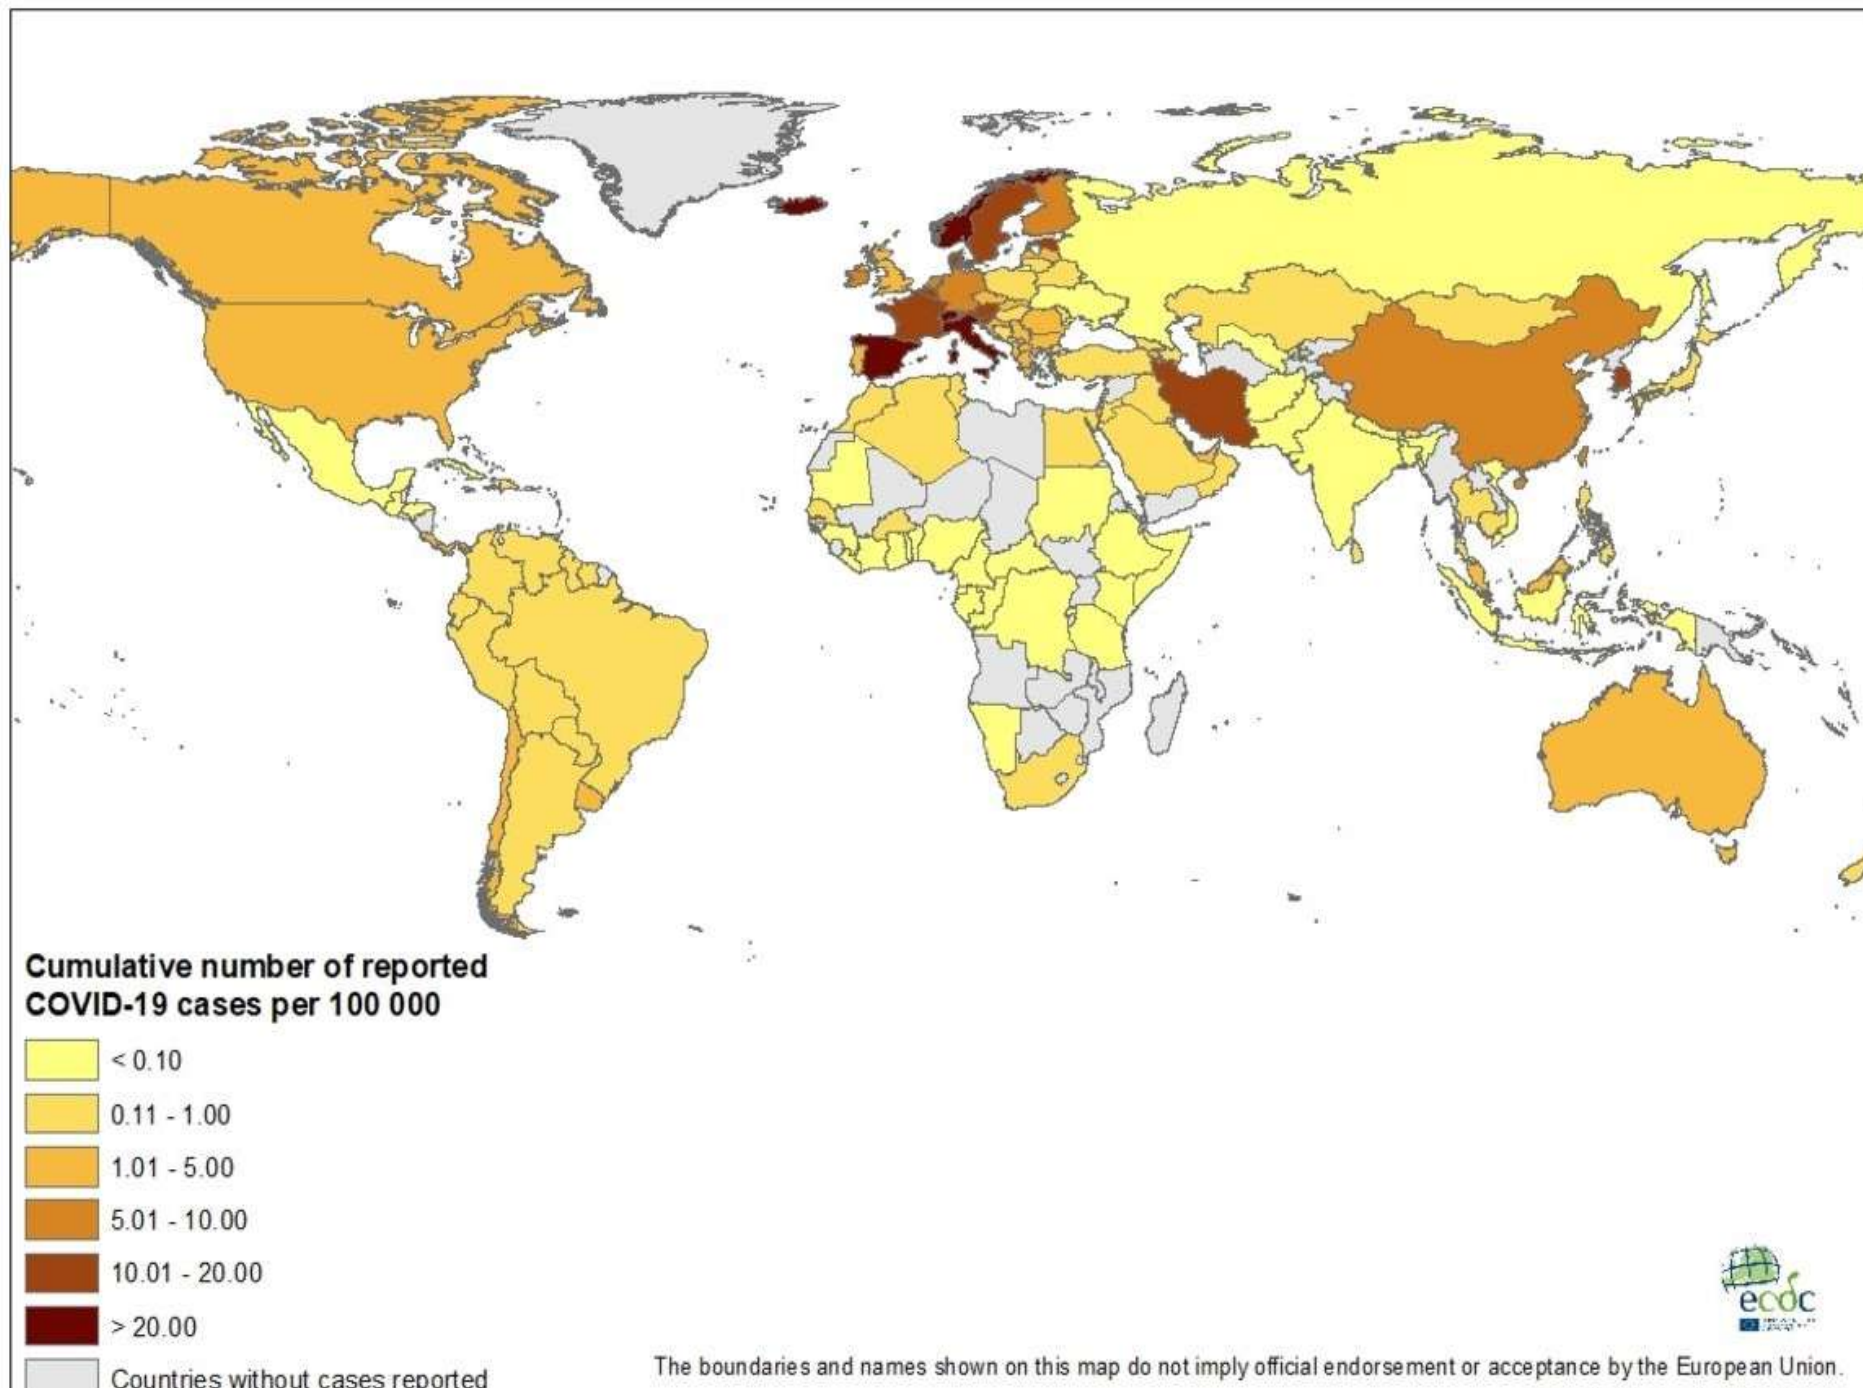 Cumulative number of reported
COVID-19 cases per 100 000
< 0.10
0.11 - 1.00
1.01 - 5.00
5.01 - 10.00
10.01 - 20.00
> 20.00
Countries without cases reported
ecdc
The boundaries and names shown on this map do not imply official endorsement or acceptance by the European Union.